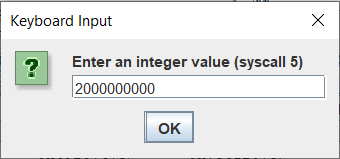 Keyboard Input
Enter an integer value (syscall 5)
2000000000
OK